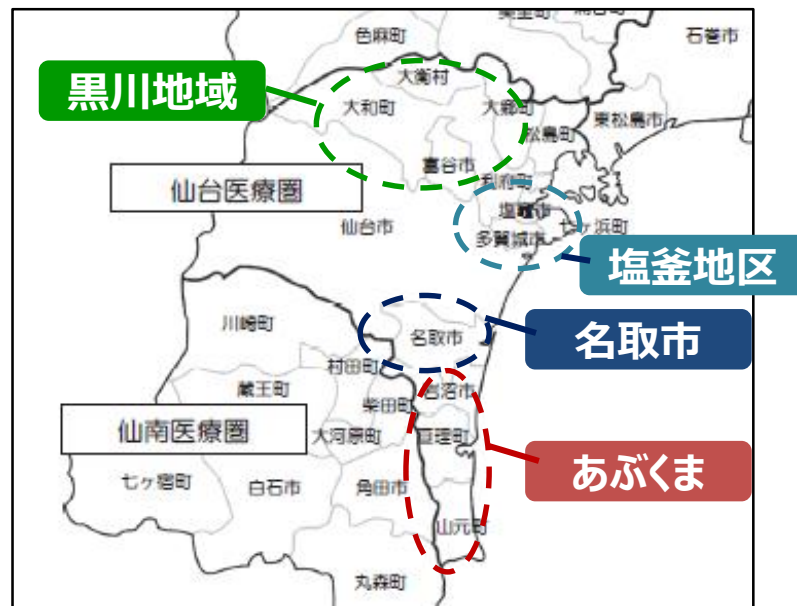 色麻町
石巻市
大衡村
黒川地域
大和町
大郷町
松島町
東松島市
富谷市
利府町
仙台医療圏
塩竈市
仙台市
多賀城市
七ヶ浜町
塩釜地区
川崎町
名取市
名取市
村田町
蔵王町
岩沼市
柴田町
仙南医療圏
大河原町
亘理町
あぶくま
七ヶ宿町
白石市
角田市
山元町
丸森町